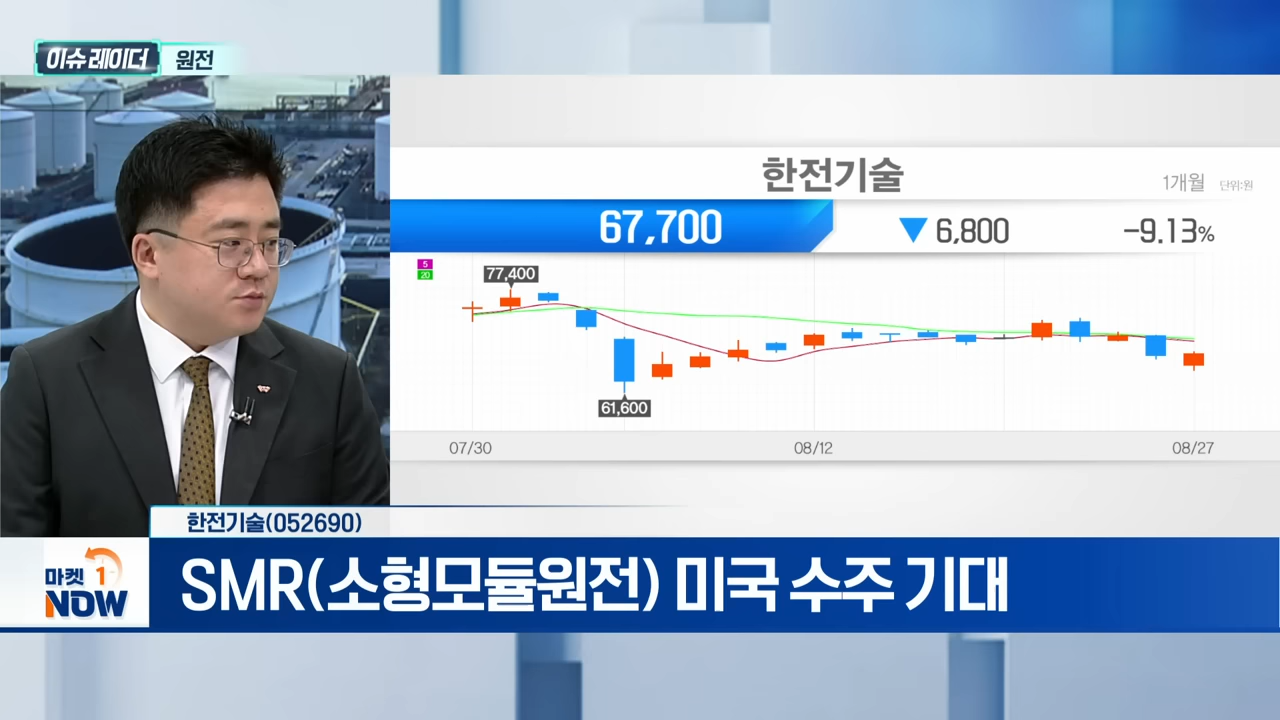 이슈레이더 원전
한전기술
1개월 단위:원
67,700 ▼6,800 -9.13%
5
20
77,400
61,600
07/30 08/12 08/27
한전기술(052690)
마켓 1
NOW
SMR(소형모듈원전) 미국 수주 기대